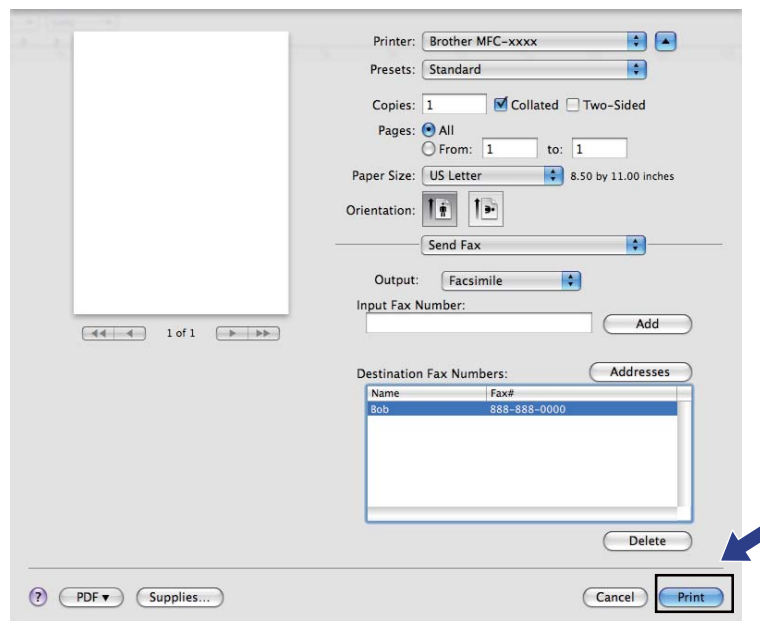 Printer: Brother MFC-xxxx
Presets: Standard
Copies: 1 Collated Two-Sided
Pages: All
From: 1 to: 1
Paper Size: US Letter 8.50 by 11.00 inches
Orientation:
Send Fax
Output: Facsimile
Input Fax Number:
Add
1 of 1
Destination Fax Numbers: Addresses
Name Fax#
Bob 888-888-0000
Delete
? PDF▼ Supplies... Cancel Print